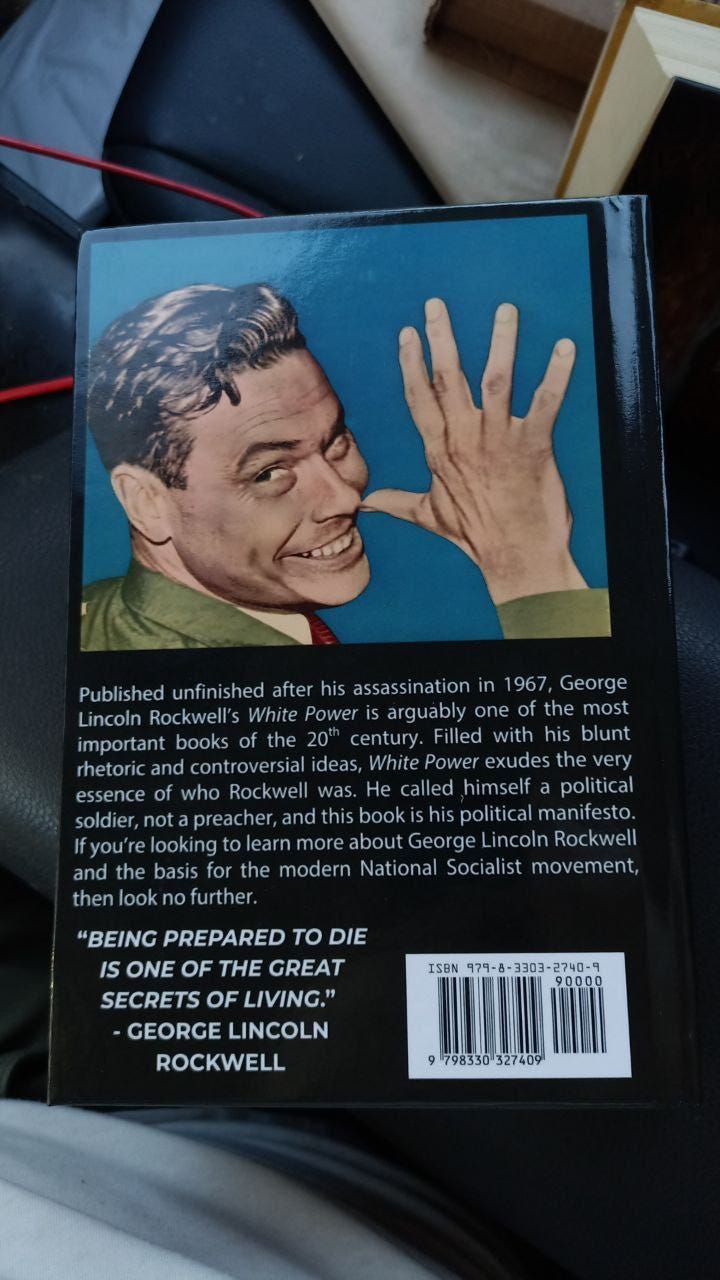 Published unfinished after his assassination in 1967, George
Lincoln Rockwell's White Power is arguably one of the most
important books of the 20th century. Filled with his blunt
rhetoric and controversial ideas, White Power exudes the very
essence of who Rockwell was. He called himself a political
soldier, not a preacher, and this book is his political manifesto.
If you're looking to learn more about George Lincoln Rockwell
and the basis for the modern National Socialist movement,
then look no further.
“BEING PREPARED TO DIE
IS ONE OF THE GREAT
SECRETS OF LIVING.”
- GEORGE LINCOLN
ROCKWELL
ISBN 979-8-3303-2740-9
90000
9 798330 327409